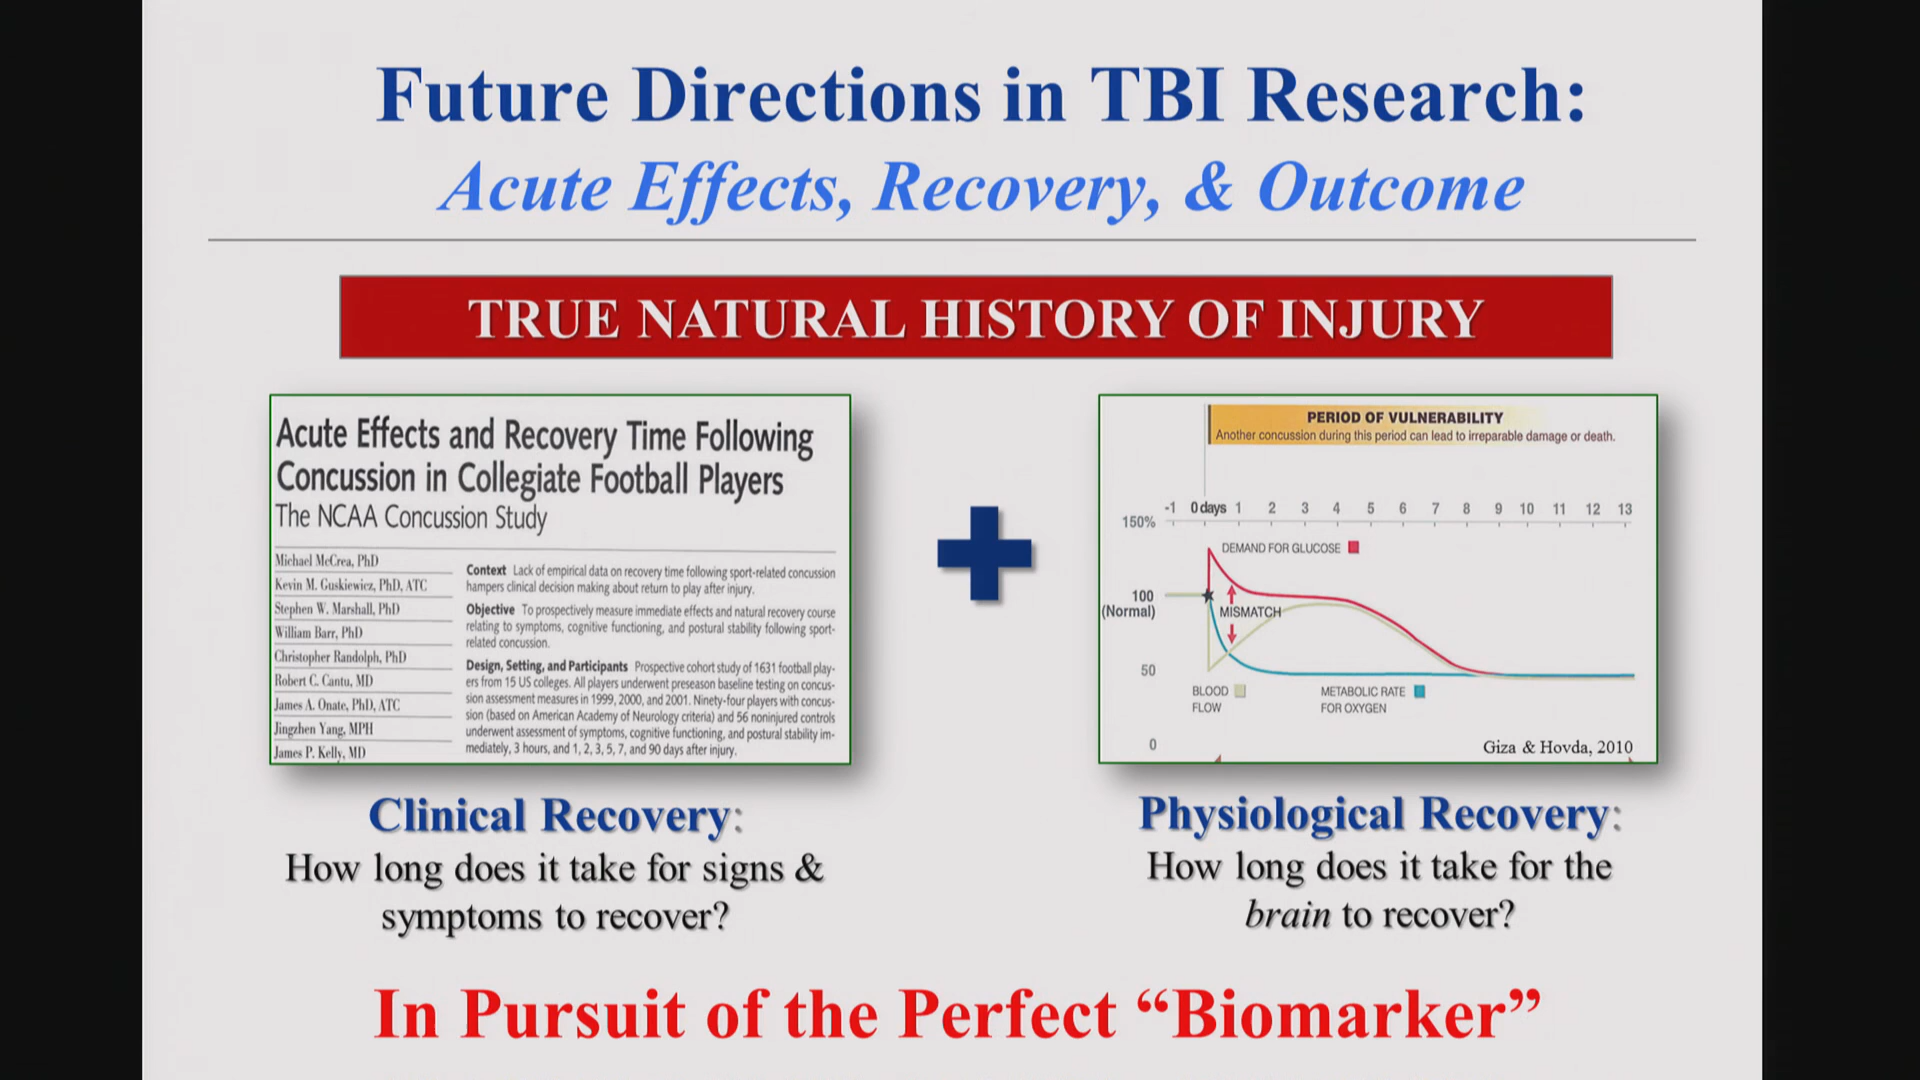 Future Directions in TBI Research:
Acute Effects, Recovery, & Outcome
TRUE NATURAL HISTORY OF INJURY
Acute Effects and Recovery Time Following
Concussion in Collegiate Football Players
The NCAA Concussion Study
Michael McCrea, PhD
Kevin M. Guskiewicz, PhD, ATC
Stephen W. Marshall, PhD
William Barr, PhD
Christopher Randolph, PhD
Robert C. Cantu, MD
James A. Onate, PhD, ATC
Jingzhen Yang, MPH
James P. Kelly, MD
Context Lack of empirical data on recovery time following sport-related concussion
hampers clinical decision making about return to play after injury.
Objective To prospectively measure immediate effects and natural recovery course
relating to symptoms, cognitive functioning, and postural stability following sport-
related concussion.
Design, Setting, and Participants Prospective cohort study of 1631 football play-
ers from 15 US colleges. All players underwent preseason baseline testing on concus-
sion assessment measures in 1999, 2000, and 2001. Ninety-four players with concus-
sion (based on American Academy of Neurology criteria) and 56 noninjured controls
underwent assessment of symptoms, cognitive functioning, and postural stability im-
mediately, 3 hours, and 1, 2, 3, 5, 7, and 90 days after injury.
PERIOD OF VULNERABILITY
Another concussion during this period can lead to irreparable damage or death.
-1 0 days 1 2 3 4 5 6 7 8 9 10 11 12 13
150%
DEMAND FOR GLUCOSE
100
(Normal)
MISMATCH
50
BLOOD
FLOW
METABOLIC RATE
FOR OXYGEN
0
Giza & Hovda, 2010
Clinical Recovery:
How long does it take for signs &
symptoms to recover?
Physiological Recovery:
How long does it take for the
brain to recover?
In Pursuit of the Perfect “Biomarker”